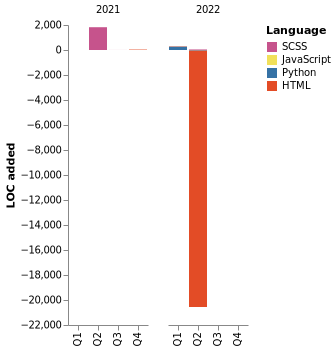 2021
2022
Language
SCSS
JavaScript
Python
HTML
LOC added
2,000
0
−2,000
−4,000
−6,000
−8,000
−10,000
−12,000
−14,000
−16,000
−18,000
−20,000
−22,000
Q1 Q2 Q3 Q4
Q1 Q2 Q3 Q4